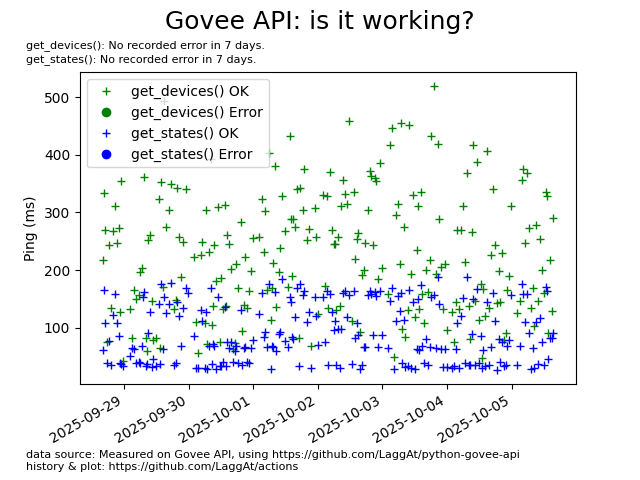 Govee API: is it working?
get_devices(): No recorded error in 7 days.
get_states(): No recorded error in 7 days.
get_devices() OK
get_devices() Error
get_states() OK
get_states() Error
Ping (ms)
500
400
300
200
100
2025-09-29
2025-09-30
2025-10-01
2025-10-02
2025-10-03
2025-10-04
2025-10-05
data source: Measured on Govee API, using https://github.com/LaggAt/python-govee-api
history & plot: https://github.com/LaggAt/actions